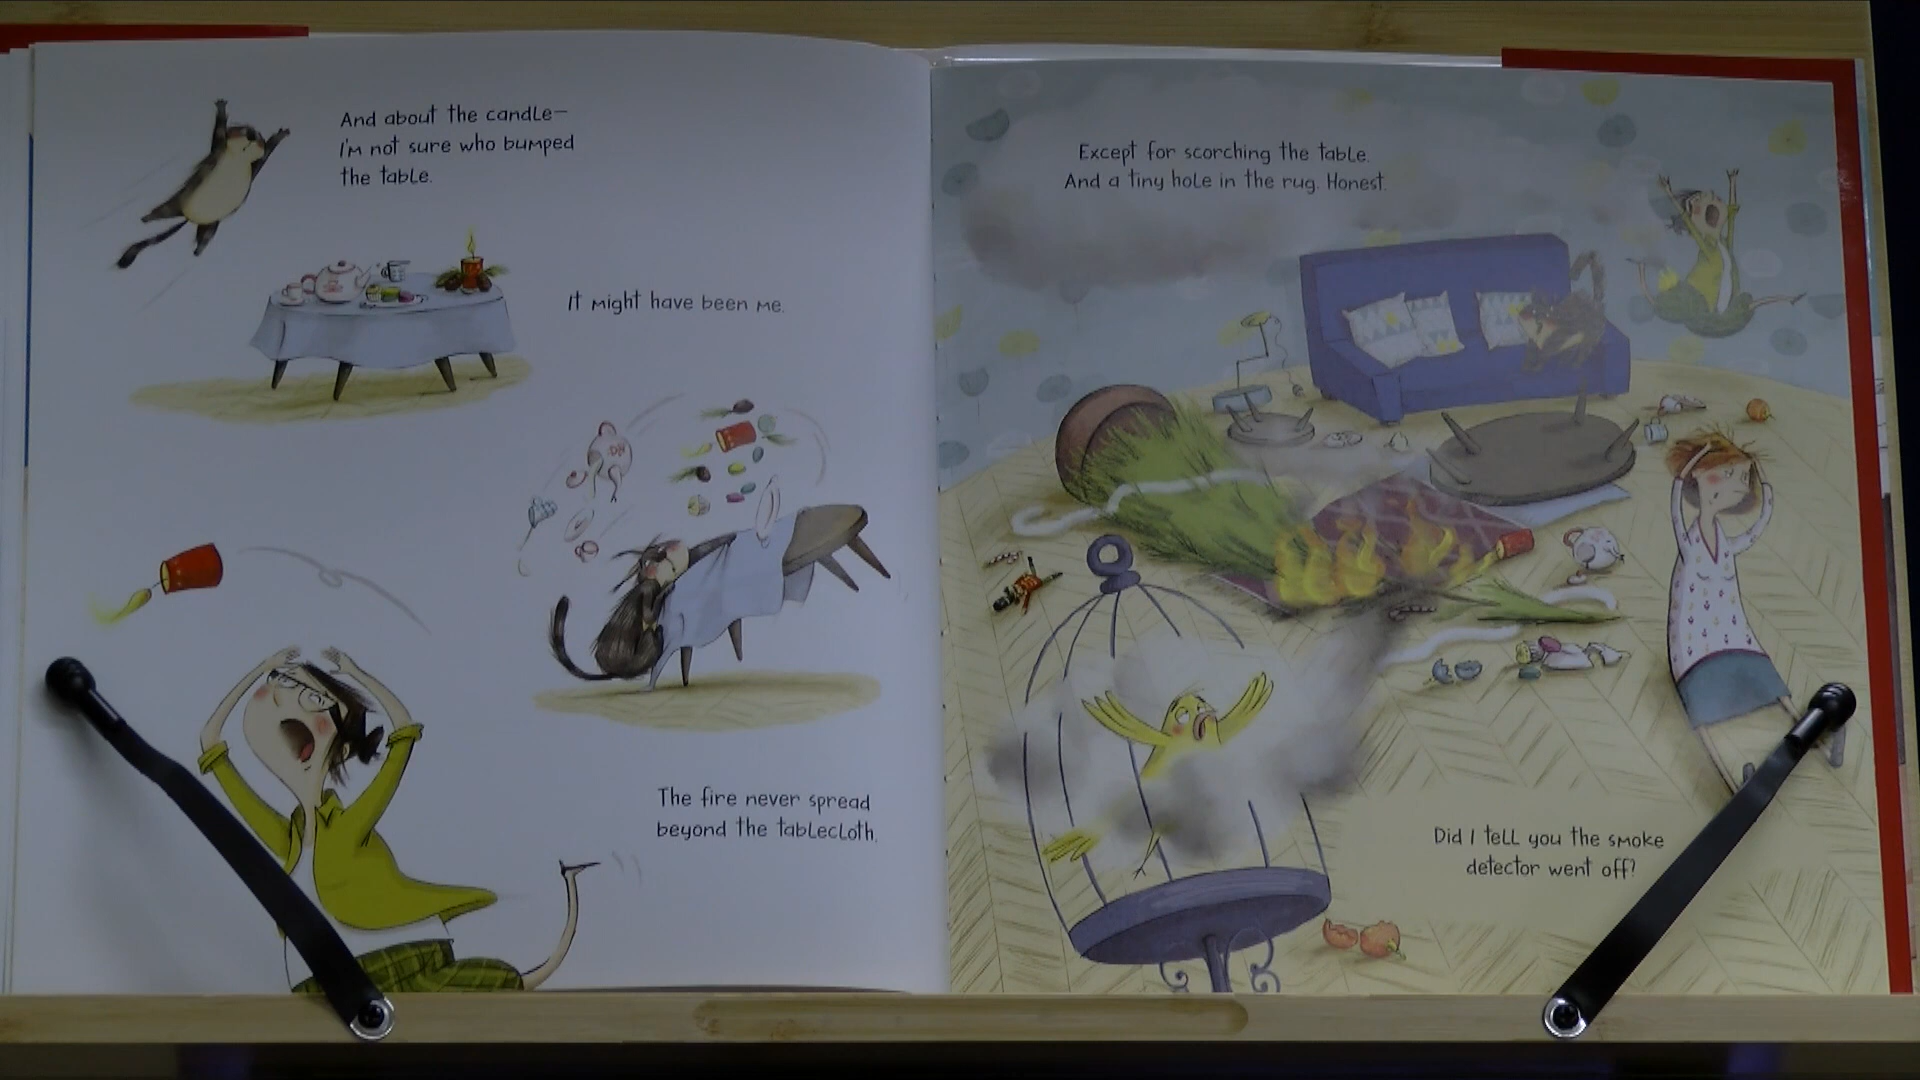 And about the candle—
I'm not sure who bumped
the table.
It might have been me.
The fire never spread
beyond the tablecloth.
Except for scorching the table.
And a tiny hole in the rug. Honest.
Did I tell you the smoke
detector went off?